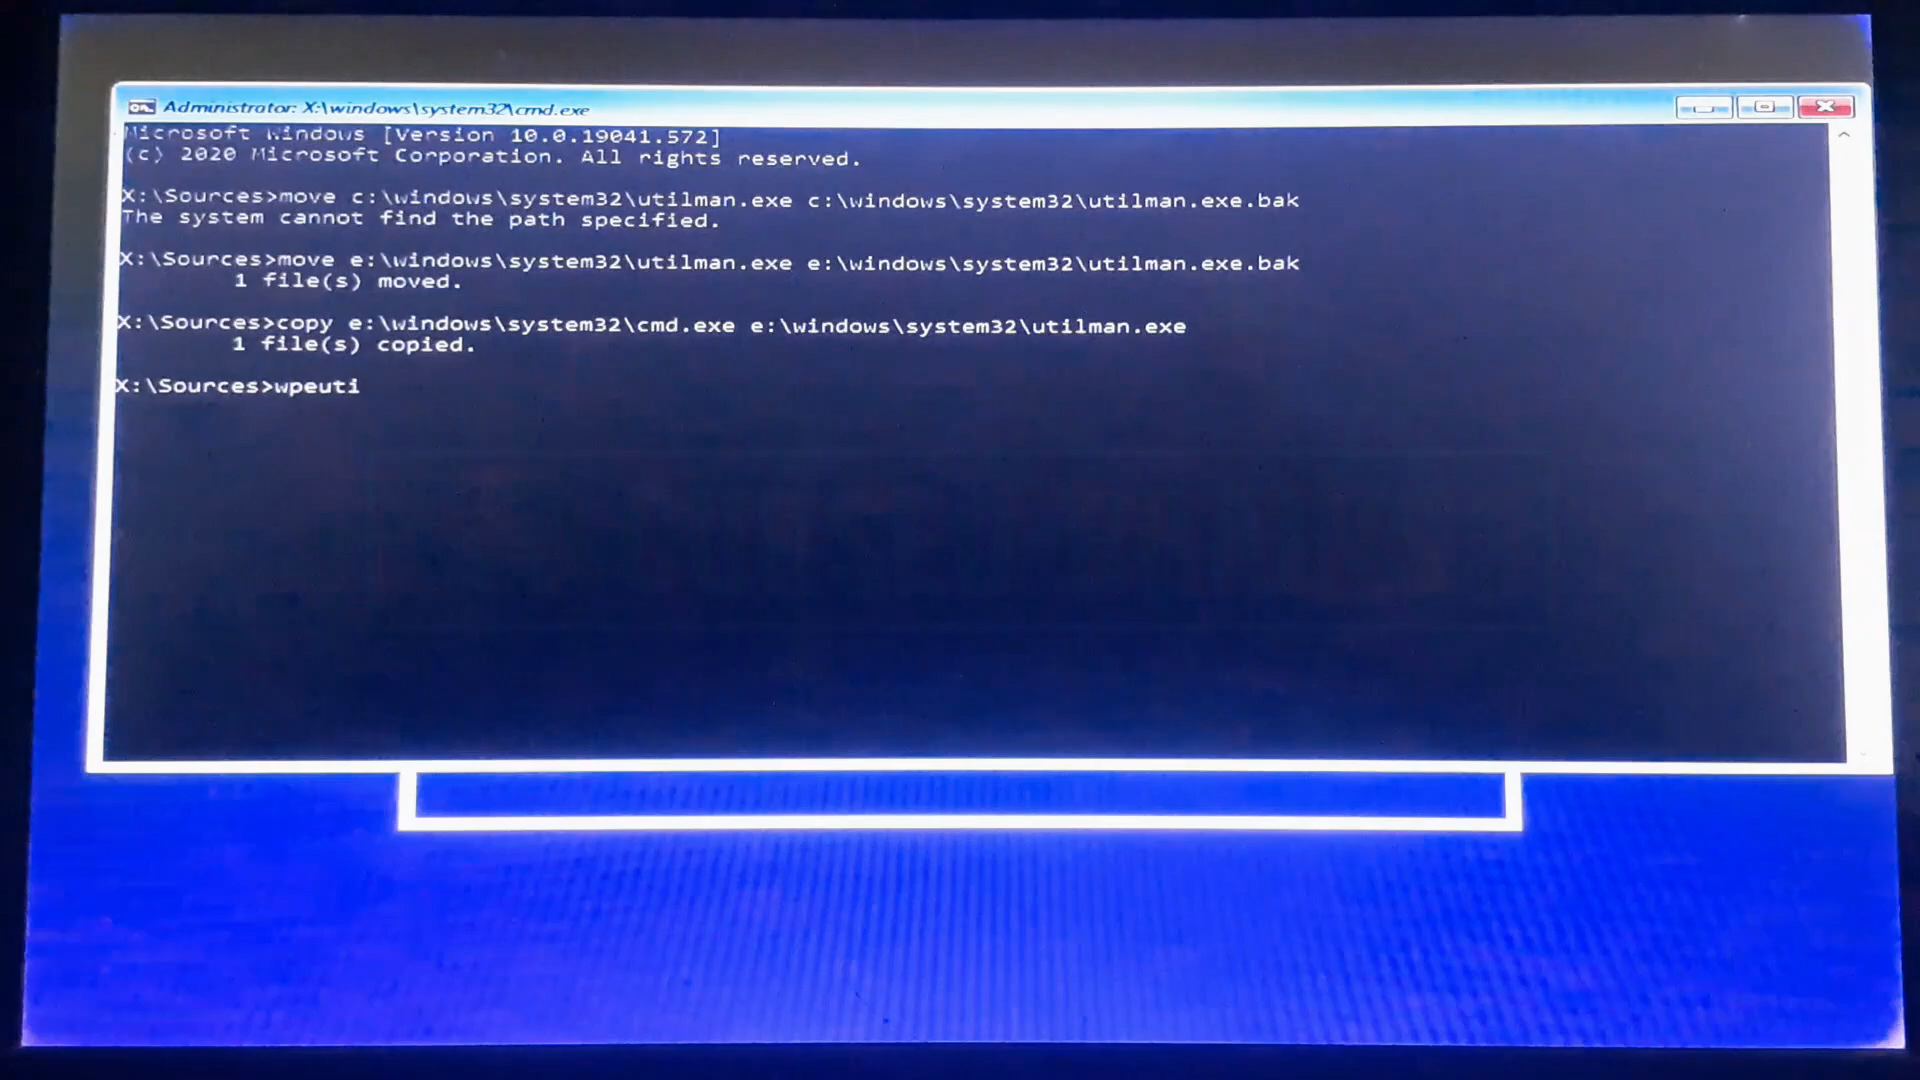 Administrator: X:\windows\system32\cmd.exe
Microsoft Windows [Version 10.0.19041.572]
(c) 2020 Microsoft Corporation. All rights reserved.
X:\Sources>move c:\windows\system32\utilman.exe c:\windows\system32\utilman.exe.bak
The system cannot find the path specified.
X:\Sources>move e:\windows\system32\utilman.exe e:\windows\system32\utilman.exe.bak
1 file(s) moved.
X:\Sources>copy e:\windows\system32\cmd.exe e:\windows\system32\utilman.exe
1 file(s) copied.
X:\Sources>wpeuti